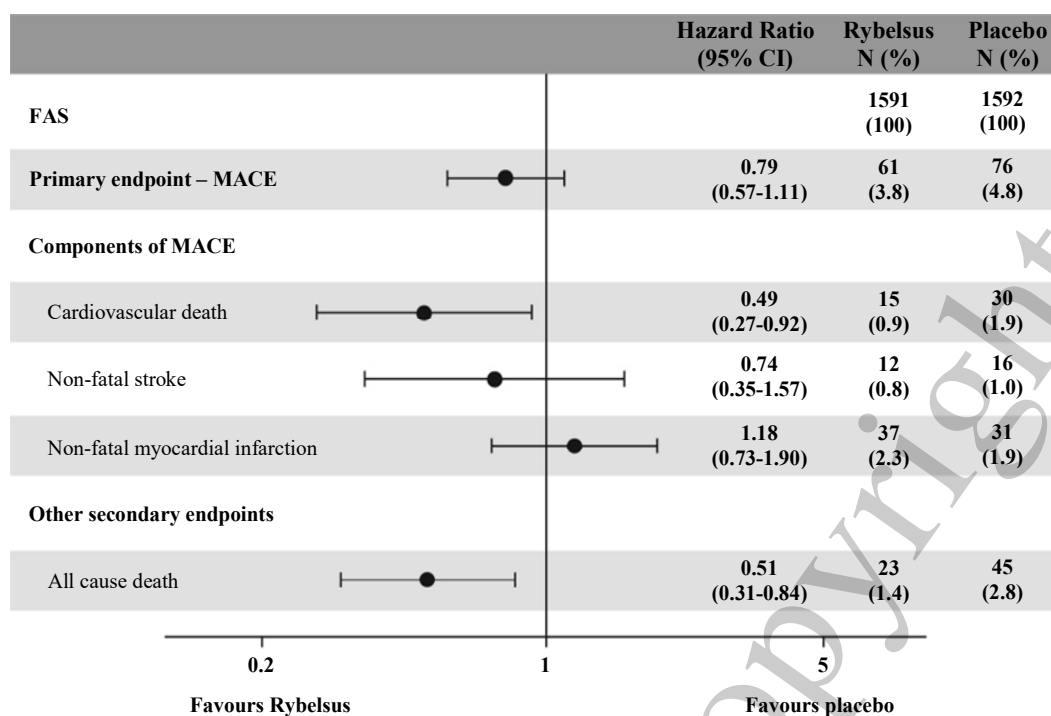 Hazard Ratio Rybelsus Placebo
(95% CI) N (%) N (%)
FAS 1591 1592
(100) (100)
Primary endpoint – MACE 0.79 61 76
(0.57-1.11) (3.8) (4.8)
Components of MACE
Cardiovascular death 0.49 15 30
(0.27-0.92) (0.9) (1.9)
Non-fatal stroke 0.74 12 16
(0.35-1.57) (0.8) (1.0)
Non-fatal myocardial infarction 1.18 37 31
(0.73-1.90) (2.3) (1.9)
Other secondary endpoints
All cause death 0.51 23 45
(0.31-0.84) (1.4) (2.8)
0.2 1 5
Favours Rybelsus Favours placebo
opyright